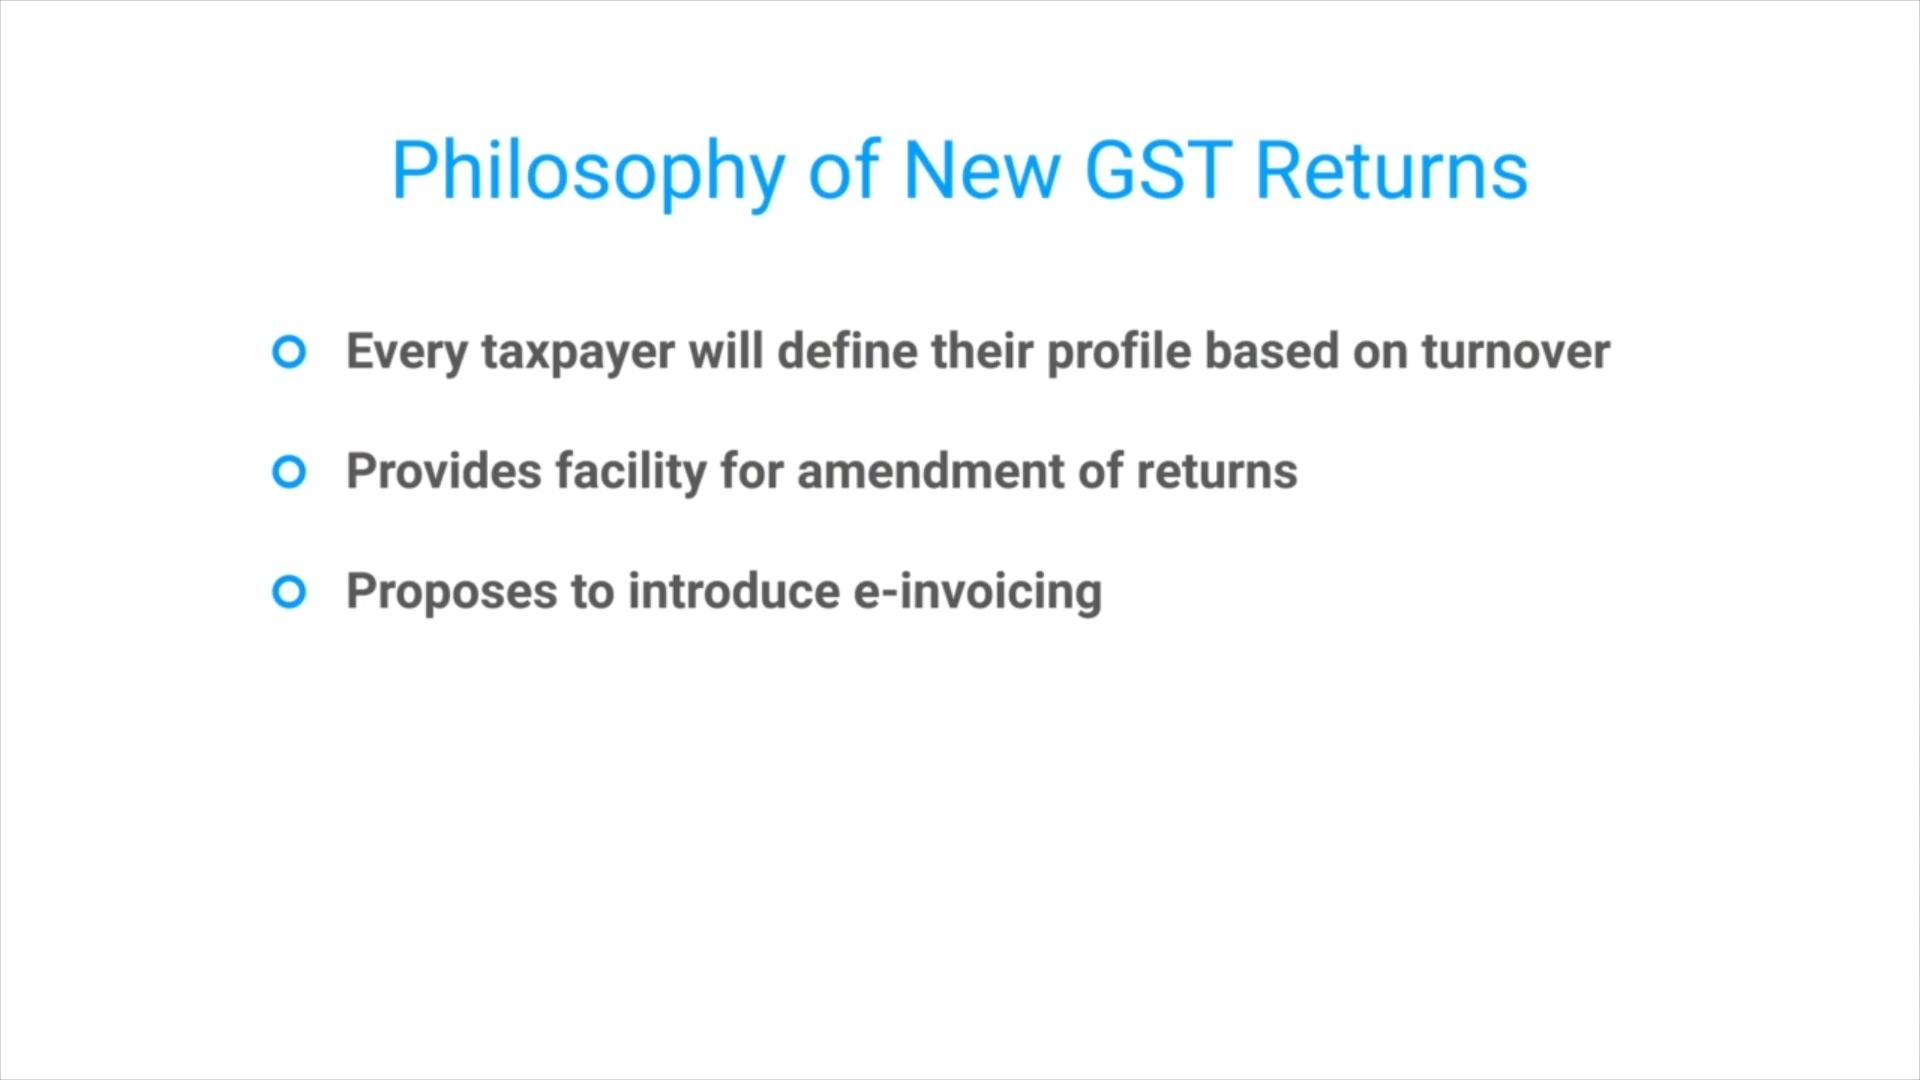 Philosophy of New GST Returns
Every taxpayer will define their profile based on turnover
Provides facility for amendment of returns
Proposes to introduce e-invoicing